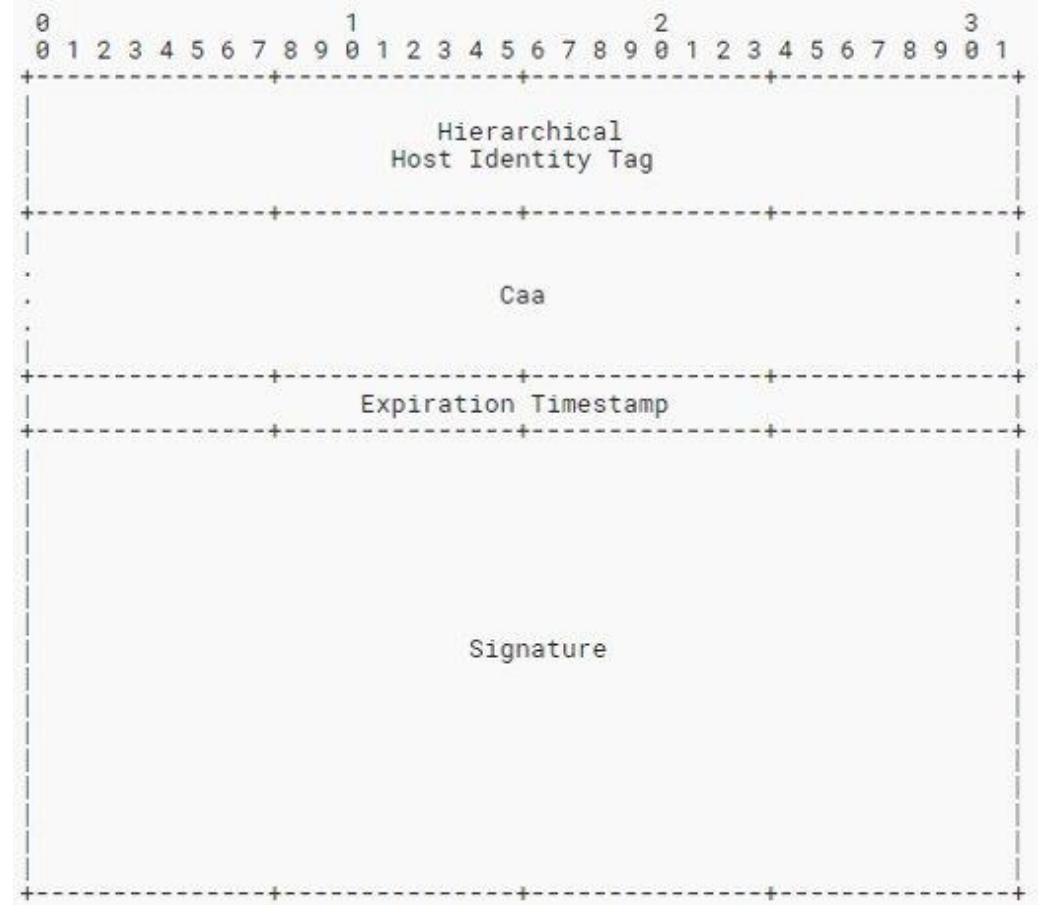 0 1 2 3
0 1 2 3 4 5 6 7 8 9 0 1 2 3 4 5 6 7 8 9 0 1 2 3 4 5 6 7 8 9 0 1
Hierarchical
Host Identity Tag
Caa
Expiration Timestamp
Signature